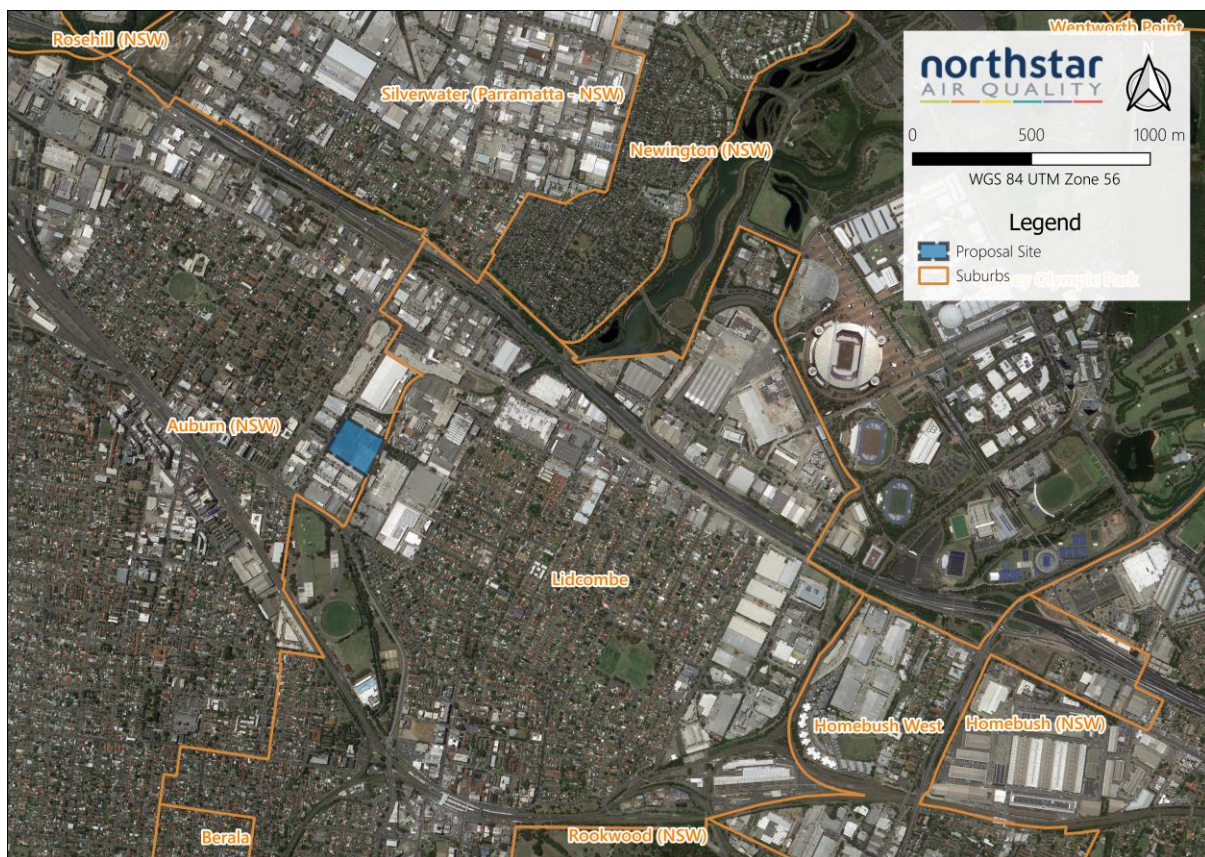 Rosehill (NSW)
Wentworth Point
Silverwater (Parramatta - NSW)
Newington (NSW)
northstar
AIR QUALITY
N
0 500 1000 m
WGS 84 UTM Zone 56
Legend
Proposal Site
Suburbs
Olympic Park
Auburn (NSW)
Lidcombe
Homebush West
Homebush (NSW)
Berala
Rookwood (NSW)